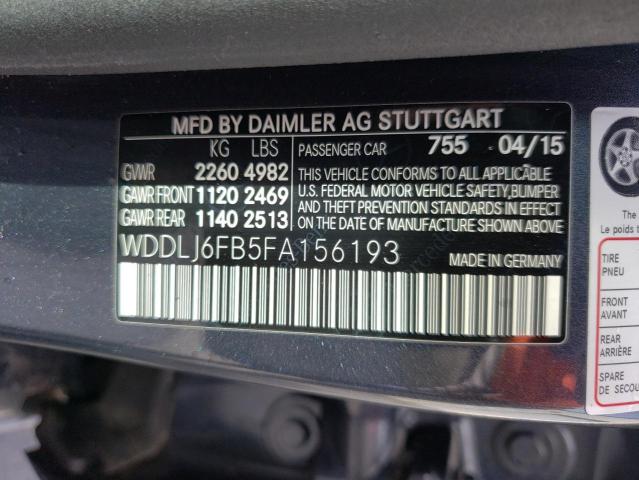 MFD BY DAIMLER AG STUTTGART
KG LBS
GVWR 2260 4982
GAWR FRONT 1120 2469
GAWR REAR 1140 2513
PASSENGER CAR 755 04/15
THIS VEHICLE CONFORMS TO ALL APPLICABLE
U.S. FEDERAL MOTOR VEHICLE SAFETY, BUMPER
AND THEFT PREVENTION STANDARDS IN EFFECT
ON THE DATE OF MANUFACTURE SHOWN ABOVE
WDDLJ6FB5FA156193
MADE IN GERMANY
The
Le poids
TIRE
PNEU
FRONT
AVANT
REAR
ARRIÈRE
SPARE
DE SECOU